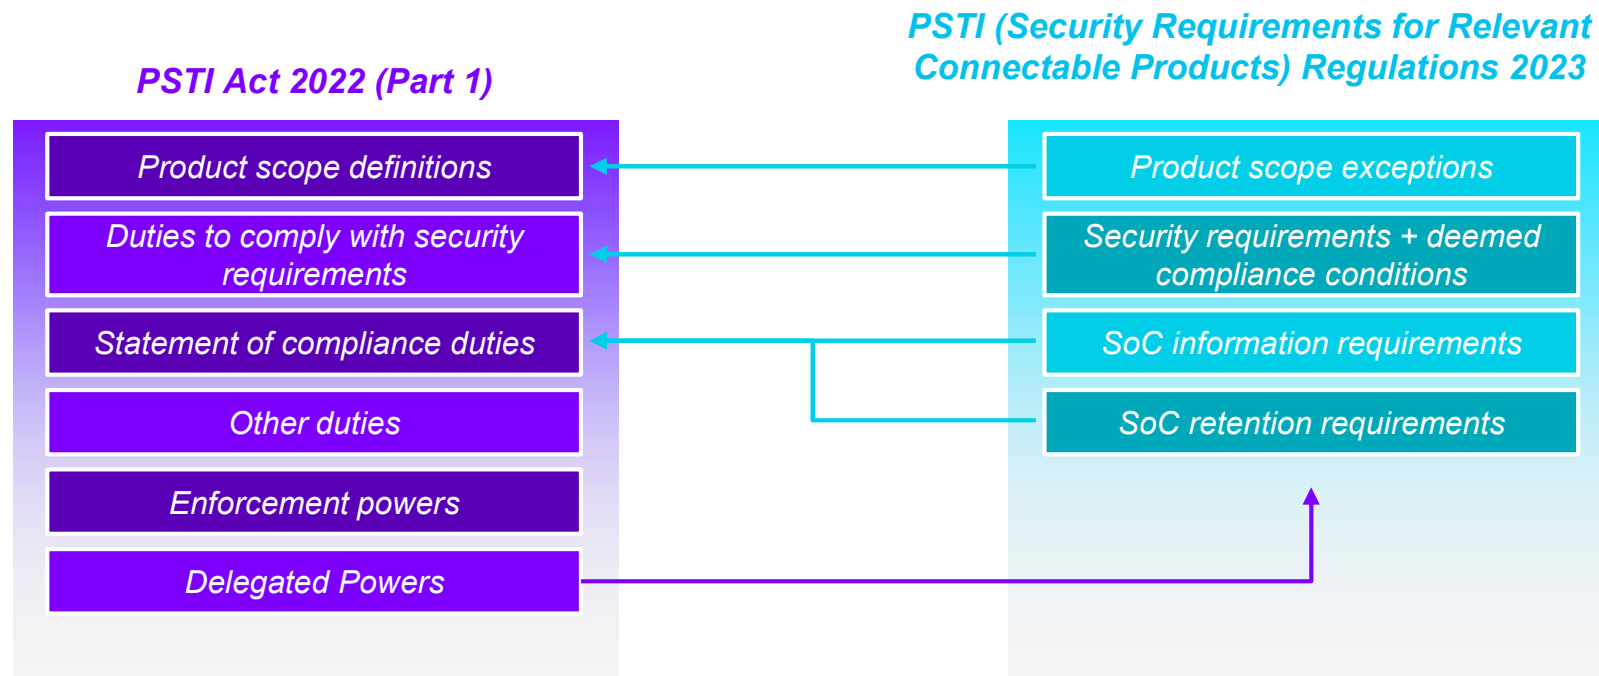 PSTI Act 2022 (Part 1)
Product scope definitions
Duties to comply with security
requirements
Statement of compliance duties
Other duties
Enforcement powers
Delegated Powers
PSTI (Security Requirements for Relevant
Connectable Products) Regulations 2023
Product scope exceptions
Security requirements + deemed
compliance conditions
SoC information requirements
SoC retention requirements